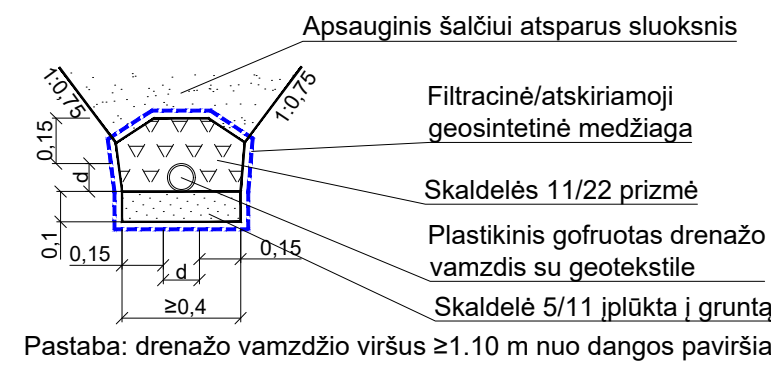 Apsauginis šalčiui atsparus sluoksnis
1:0,75
1:0,75
Filtracinė/atskiriamoji
geosintetinė medžiaga
0,15
d
Skaldelės 11/22 prizmė
Plastikinis gofruotas drenažo
vamzdis su geotekstile
0,1
0,15
d
0,15
≥0,4
Skaldelė 5/11 įplūkta į gruntą
Pastaba: drenažo vamzdžio viršus ≥1.10 m nuo dangos paviršia